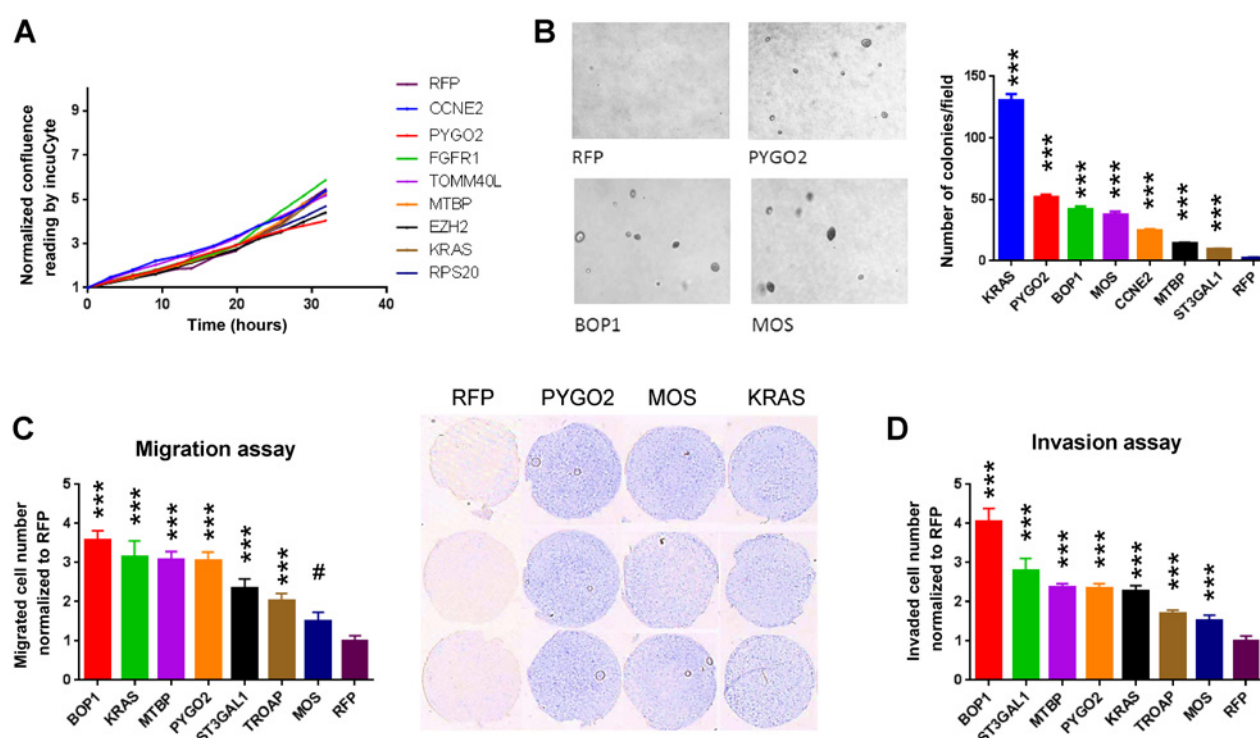 A
Normalized confluence
reading by incuCyte
9
7
5
3
1
0
10
20
30
40
Time (hours)
RFP
CCNE2
PYGO2
FGFR1
TOMM40L
MTBP
EZH2
KRAS
RPS20
B
RFP
PYGO2
BOP1
MOS
Number of colonies/field
150
100
50
0
***
***
***
***
***
***
***
KRAS
PYGO2
BOP1
MOS
CCNE2
MTBP
ST3GAL1
RFP
C
Migration assay
Migrated cell number
normalized to RFP
5
4
3
2
1
0
***
***
***
***
***
***
#
BOP1
KRAS
MTBP
PYGO2
ST3GAL1
TROAP
MOS
RFP
RFP
PYGO2
MOS
KRAS
D
Invasion assay
Invaded cell number
normalized to RFP
5
4
3
2
1
0
***
***
***
***
***
***
***
BOP1
ST3GAL1
MTBP
PYGO2
KRAS
TROAP
MOS
RFP